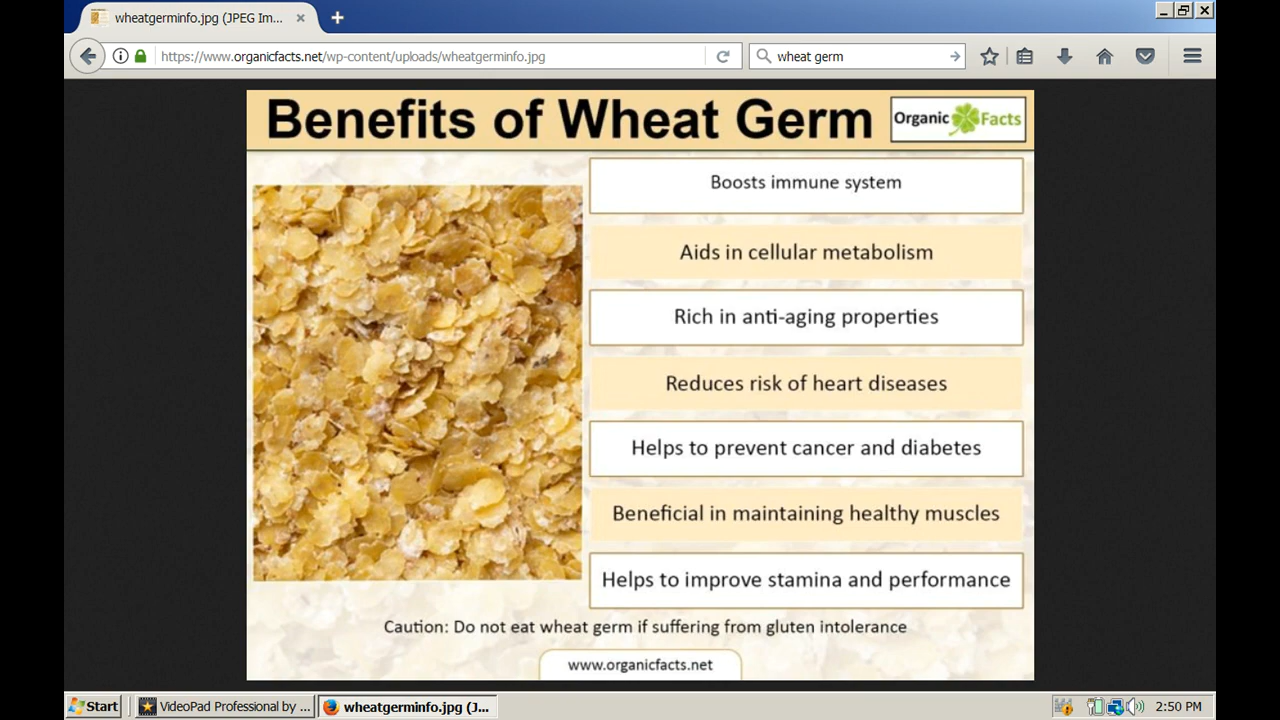 wheatgerminfo.jpg (JPEG Im...
https://www.organicfacts.net/wp-content/uploads/wheatgerminfo.jpg
wheat germ
Benefits of Wheat Germ
Organic Facts
Boosts immune system
Aids in cellular metabolism
Rich in anti-aging properties
Reduces risk of heart diseases
Helps to prevent cancer and diabetes
Beneficial in maintaining healthy muscles
Helps to improve stamina and performance
Caution: Do not eat wheat germ if suffering from gluten intolerance
www.organicfacts.net
Start
VideoPad Professional by ...
wheatgerminfo.jpg (J...
2:50 PM